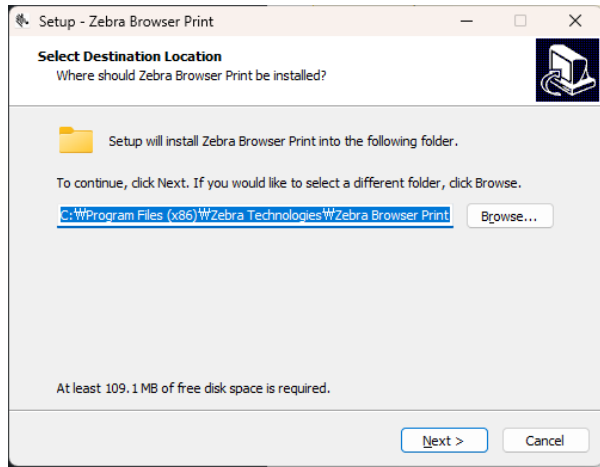 Setup - Zebra Browser Print
Select Destination Location
Where should Zebra Browser Print be installed?
Setup will install Zebra Browser Print into the following folder.
To continue, click Next. If you would like to select a different folder, click Browse.
C:₩Program Files (x86)₩Zebra Technologies₩Zebra Browser Print
Browse...
At least 109.1 MB of free disk space is required.
Next >
Cancel